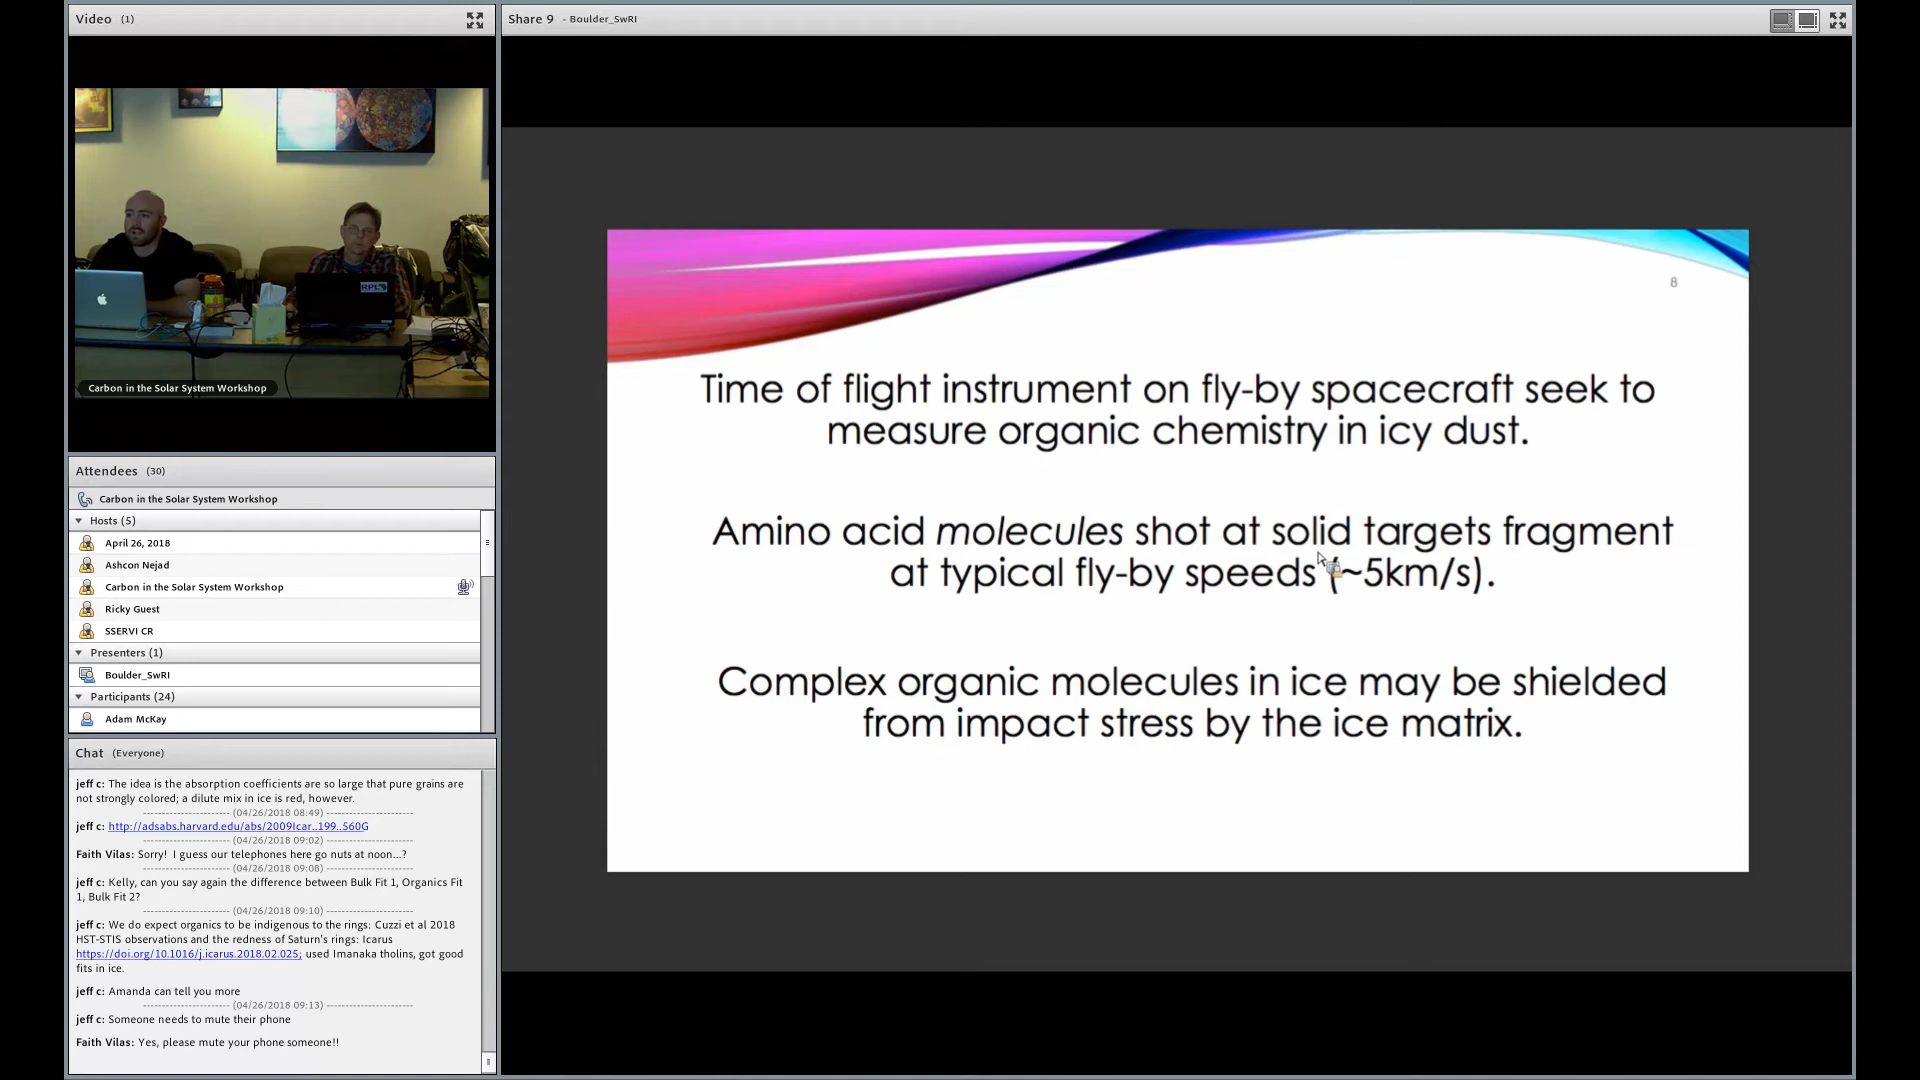 Video (1)
Carbon in the Solar System Workshop
RPL
Attendees (30)
Carbon in the Solar System Workshop
Hosts (5)
April 26, 2018
Ashcon Nejad
Carbon in the Solar System Workshop
Ricky Guest
SSERVI CR
Presenters (1)
Boulder_SwRI
Participants (24)
Adam McKay
Chat (Everyone)
jeff c: The idea is the absorption coefficients are so large that pure grains are
not strongly colored; a dilute mix in ice is red, however.
---------------------- (04/26/2018 08:49) ----------------------
jeff c: http://adsabs.harvard.edu/abs/2009Icar..199..560G
---------------------- (04/26/2018 09:02) ----------------------
Faith Vilas: Sorry!  I guess our telephones here go nuts at noon...?
---------------------- (04/26/2018 09:08) ----------------------
jeff c: Kelly, can you say again the difference between Bulk Fit 1, Organics Fit
1, Bulk Fit 2?
---------------------- (04/26/2018 09:10) ----------------------
jeff c: We do expect organics to be indigenous to the rings: Cuzzi et al 2018
HST-STIS observations and the redness of Saturn's rings: Icarus
https://doi.org/10.1016/j.icarus.2018.02.025; used Imanaka tholins, got good
fits in ice.
jeff c: Amanda can tell you more
---------------------- (04/26/2018 09:13) ----------------------
jeff c: Someone needs to mute their phone
Faith Vilas: Yes, please mute your phone someone!!
Share 9 - Boulder_SwRI
8
Time of flight instrument on fly-by spacecraft seek to
measure organic chemistry in icy dust.
Amino acid molecules shot at solid targets fragment
at typical fly-by speeds (~5km/s).
Complex organic molecules in ice may be shielded
from impact stress by the ice matrix.